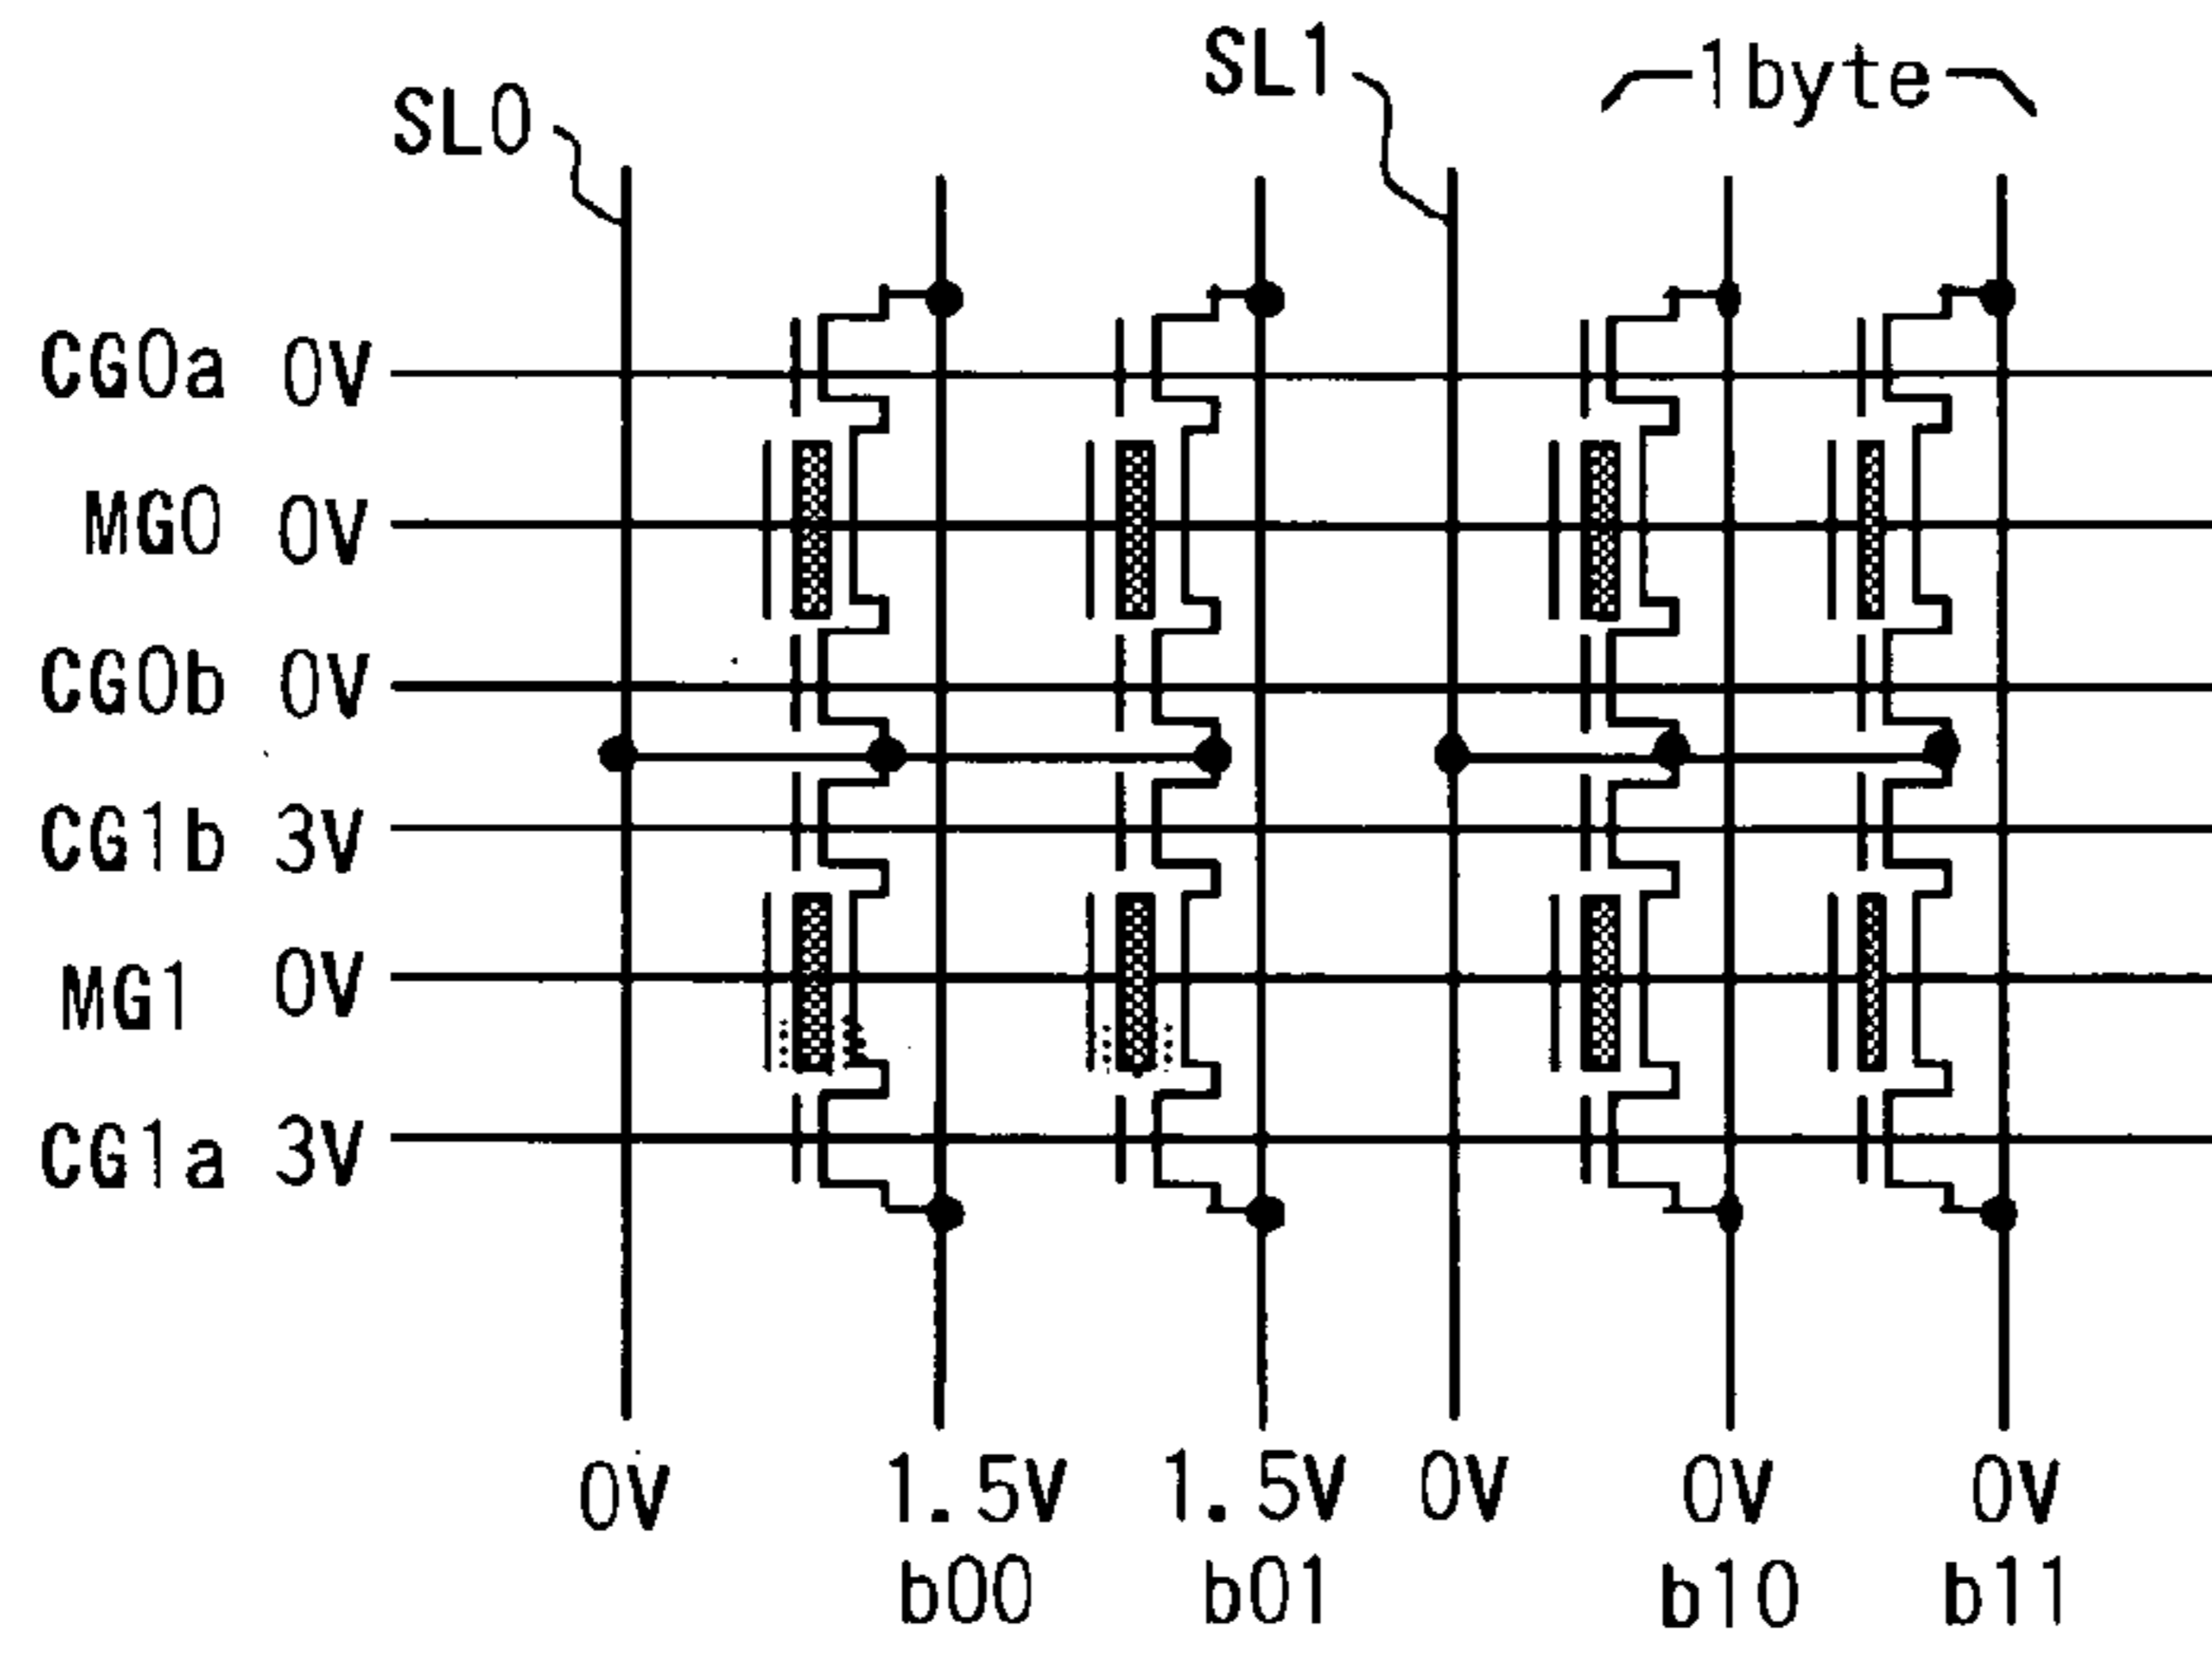 SL0
SL1
1byte
CG0a 0V
MG0 0V
CG0b 0V
CG1b 3V
MG1 0V
CG1a 3V
0V 1.5V 1.5V 0V 0V 0V
b00 b01 b10 b11